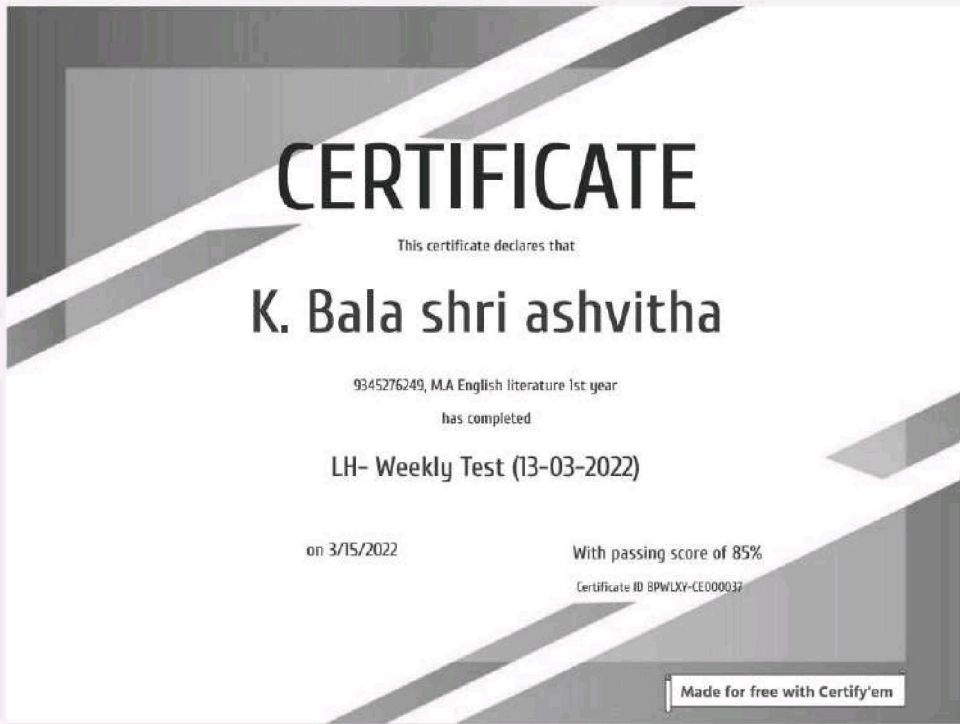 CERTIFICATE
This certificate declares that
K. Bala shri ashvitha
9345276249, M.A English literature 1st year
has completed
LH- Weekly Test (13-03-2022)
on 3/15/2022
With passing score of 85%
Certificate ID BPWLXY-CE000037
Made for free with Certify'em